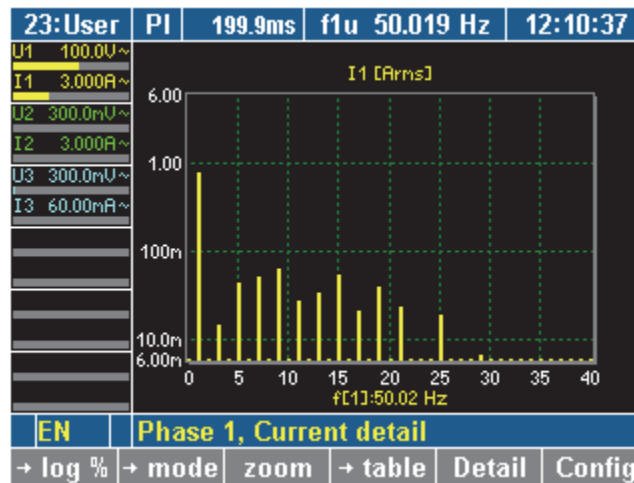 23:User PI 199.9ms f1u 50.019 Hz 12:10:37
U1 100.0V~
I1 3.000A~
U2 300.0mV~
I2 3.000A~
U3 300.0mV~
I3 60.00mA~
I1 [Arms]
6.00
1.00
100m
10.0m
6.00m
0 5 10 15 20 25 30 35 40
f[1]:50.02 Hz
EN Phase 1, Current detail
→ log % → mode zoom → table Detail Config